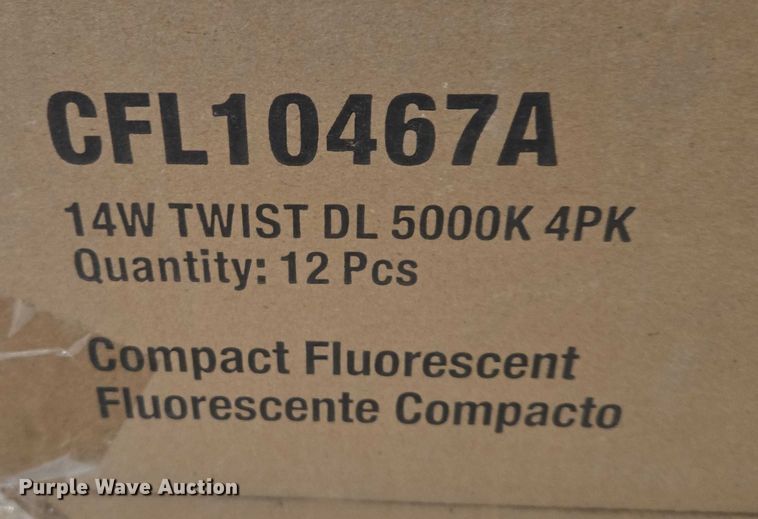 CFL10467A
14W TWIST DL 5000K 4PK
Quantity: 12 Pcs
Compact Fluorescent
Fluorescente Compacto
Purple Wave Auction